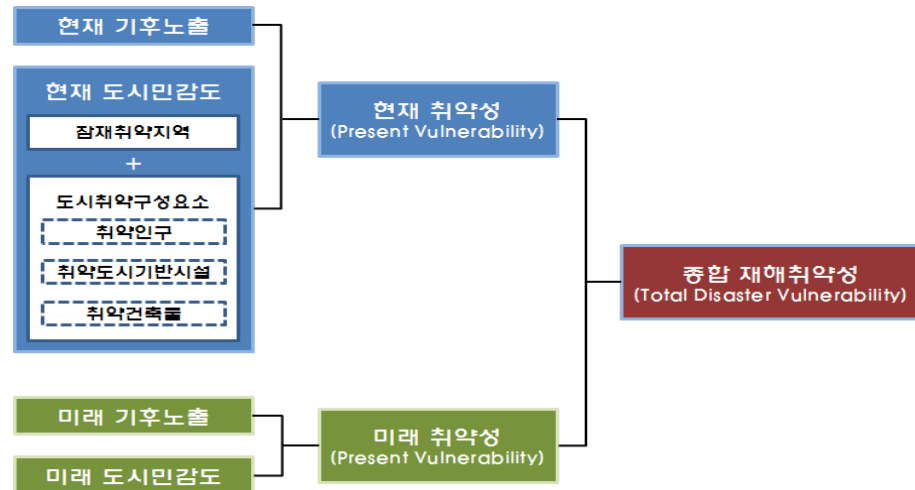 현재 기후노출
현재 도시민감도
잠재취약지역
+
도시취약구성요소
취약인구
취약도시기반시설
취약건축물
현재 취약성
(Present Vulnerability)
미래 기후노출
미래 도시민감도
미래 취약성
(Present Vulnerability)
종합 재해취약성
(Total Disaster Vulnerability)